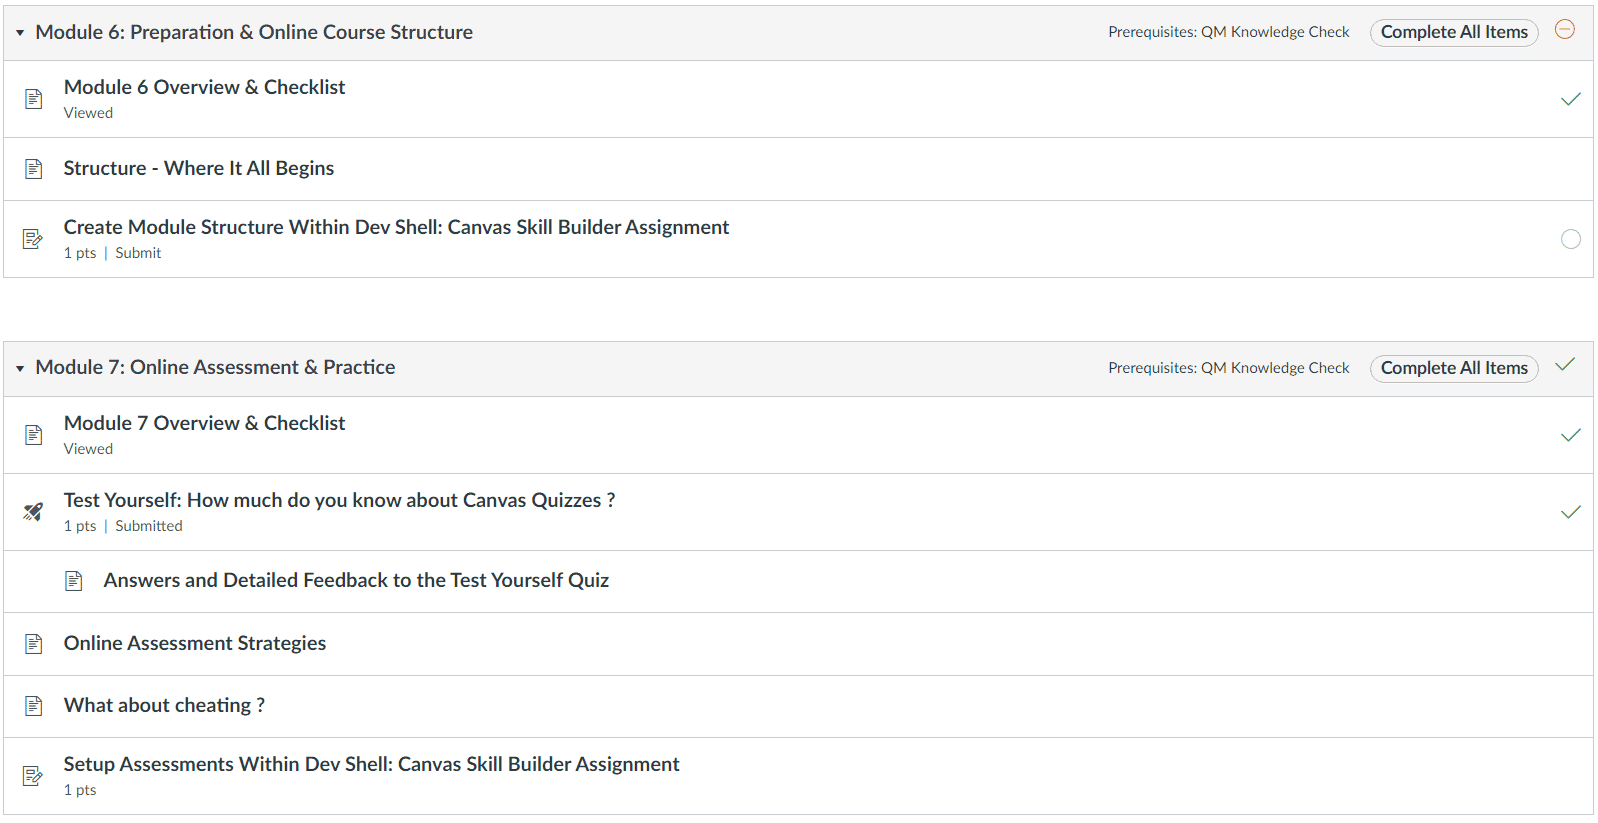 Module 6: Preparation & Online Course Structure Prerequisites: QM Knowledge Check Complete All Items
Module 6 Overview & Checklist
Viewed
Structure - Where It All Begins
Create Module Structure Within Dev Shell: Canvas Skill Builder Assignment
1 pts | Submit
Module 7: Online Assessment & Practice Prerequisites: QM Knowledge Check Complete All Items
Module 7 Overview & Checklist
Viewed
Test Yourself: How much do you know about Canvas Quizzes ?
1 pts | Submitted
Answers and Detailed Feedback to the Test Yourself Quiz
Online Assessment Strategies
What about cheating ?
Setup Assessments Within Dev Shell: Canvas Skill Builder Assignment
1 pts